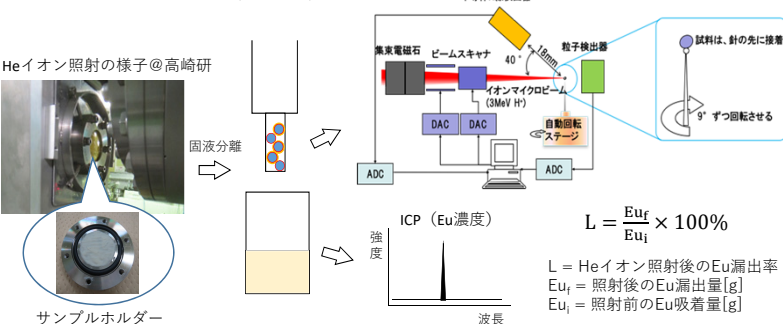 Heイオン照射の様子@高崎研
サンプルホルダー
固液分離
集束電磁石
ビームスキャナ
40°
18mm
粒子検出器
イオンマイクロビーム
(3MeV H⁺)
DAC
DAC
ADC
ADC
自動回転
ステージ
試料は、針の先に接着
9° ずつ回転させる
ICP（Eu濃度）
強度
波長
L = Eu_f / Eu_i × 100%
L = Heイオン照射後のEu漏出率
Eu_f = 照射後のEu漏出量[g]
Eu_i = 照射前のEu吸着量[g]